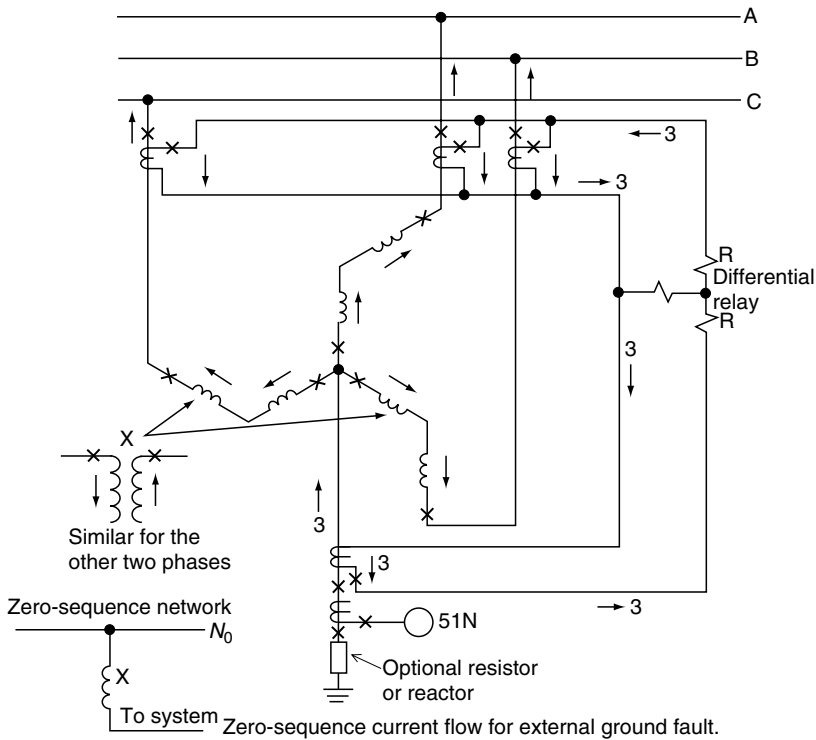 A
B
C
3
3
R
Differential
relay
R
3
X
3
Similar for the
other two phases
3
3
Zero-sequence network
N₀
51N
X
Optional resistor
or reactor
To system
Zero-sequence current flow for external ground fault.